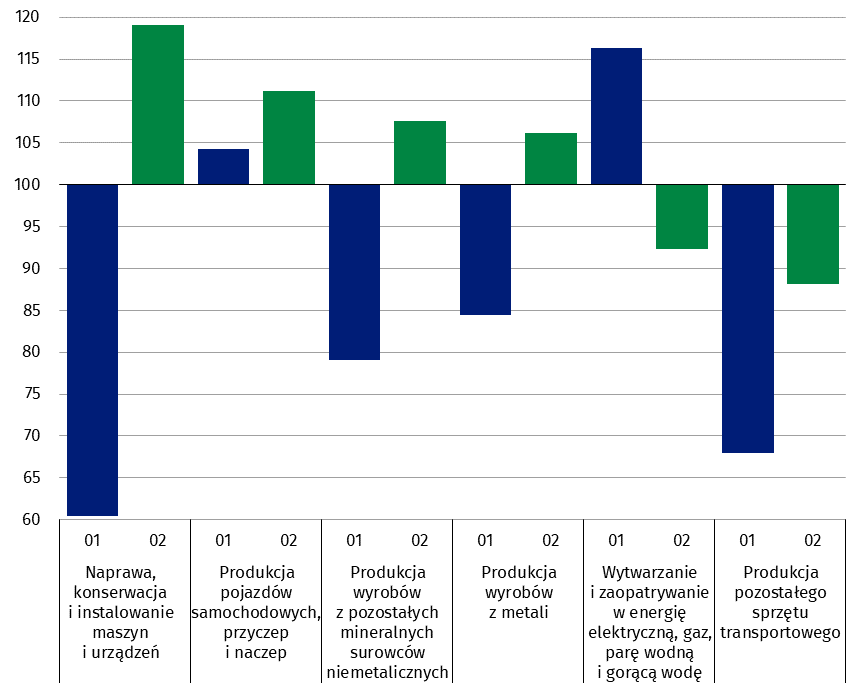 120
115
110
105
100
95
90
85
80
75
70
65
60
01 02 01 02 01 02 01 02 01 02 01 02
Naprawa,
konserwacja
i instalowanie
maszyn
i urządzeń
Produkcja
pojazdów
samochodowych,
przyczep
i naczep
Produkcja
wyrobów
z pozostałych
mineralnych
surowców
niemetalicznych
Produkcja
wyrobów
z metali
Wytwarzanie
i zaopatrywanie
w energię
elektryczną, gaz,
parę wodną
i gorącą wodę
Produkcja
pozostałego
sprzętu
transportowego